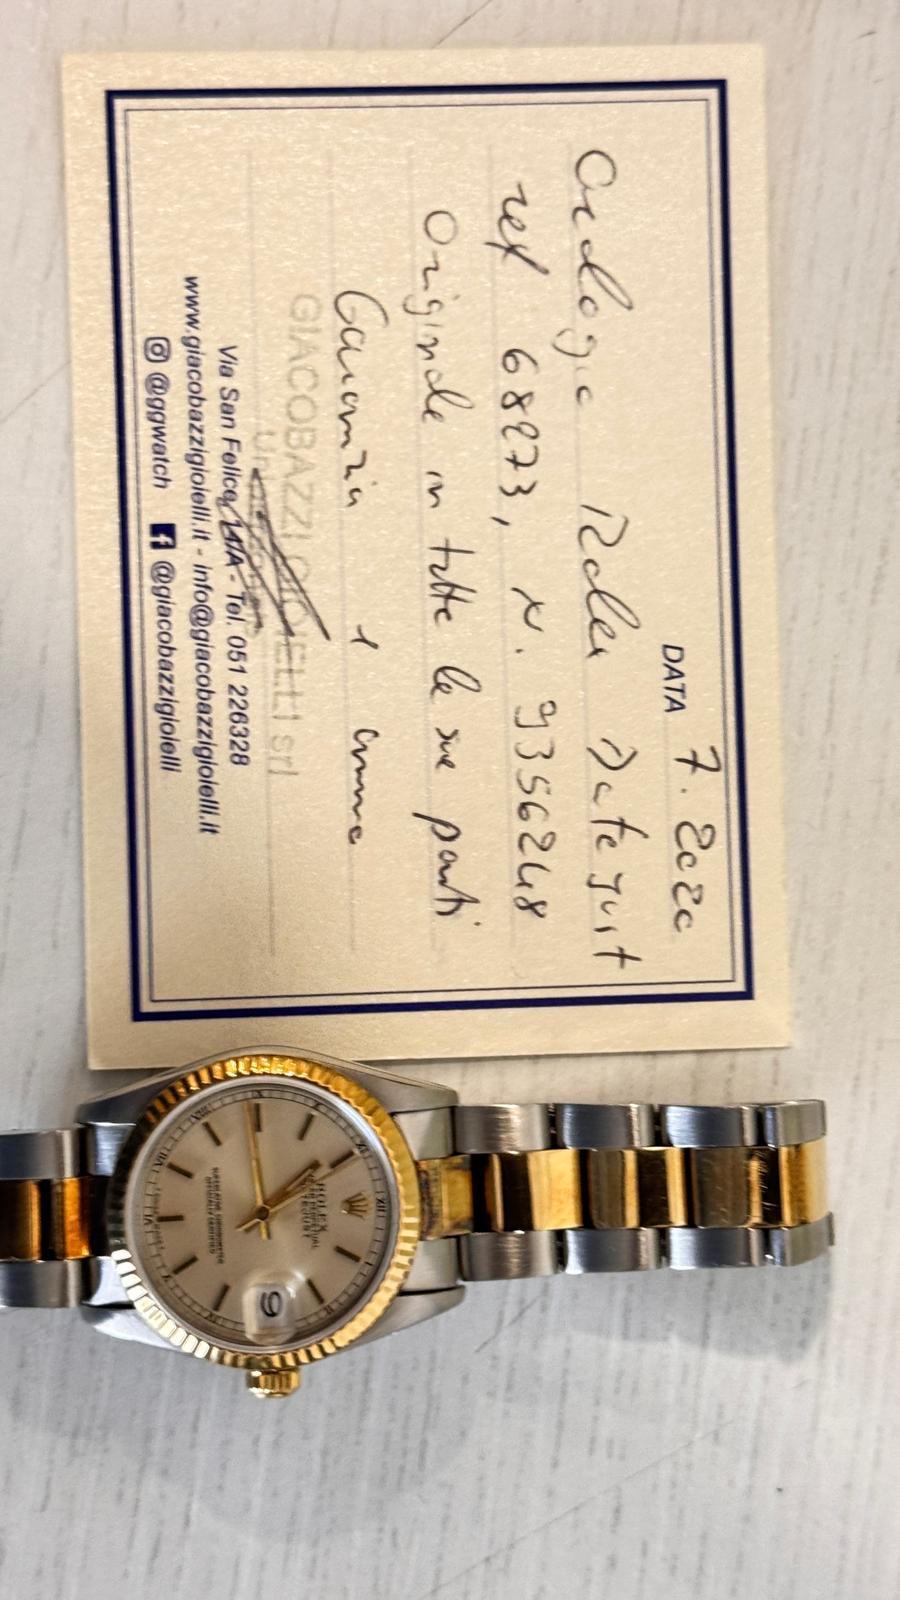 DATA 7. 2020
Orologio Rolex Datejust
ref 68273, N. 9356248
Originale in tutte le sue parti
Garanzia 1 anno
GIACOBAZZI GIOIELLI srl
Via San Felice, - Tel. 051 226328
www.giacobazzigioielli.it - info@giacobazzigioielli.it
@ggwatch @giacobazzigioielli
ROLEX
OYSTER PERPETUAL
DATEJUST
9
SUPERLATIVE CHRONOMETER
OFFICIALLY CERTIFIED